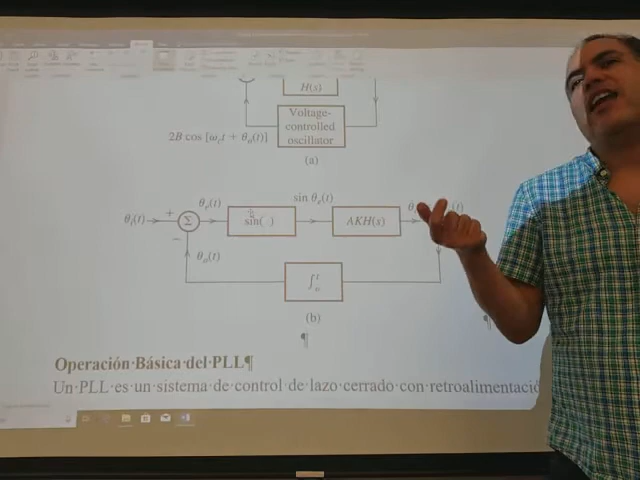 H(s)
Voltage-
controlled
oscillator
2B cos [ω_c t + θ_o(t)]
(a)
θ_i(t) + Σ θ_e(t) sin( ) sin θ_e(t) AKH(s)
−
θ_o(t)
∫_o^t
(b)
¶
¶
Operación·Básica·del·PLL¶
Un·PLL·es·un·sistema·de·control·de·lazo·cerrado·con·retroalimentació